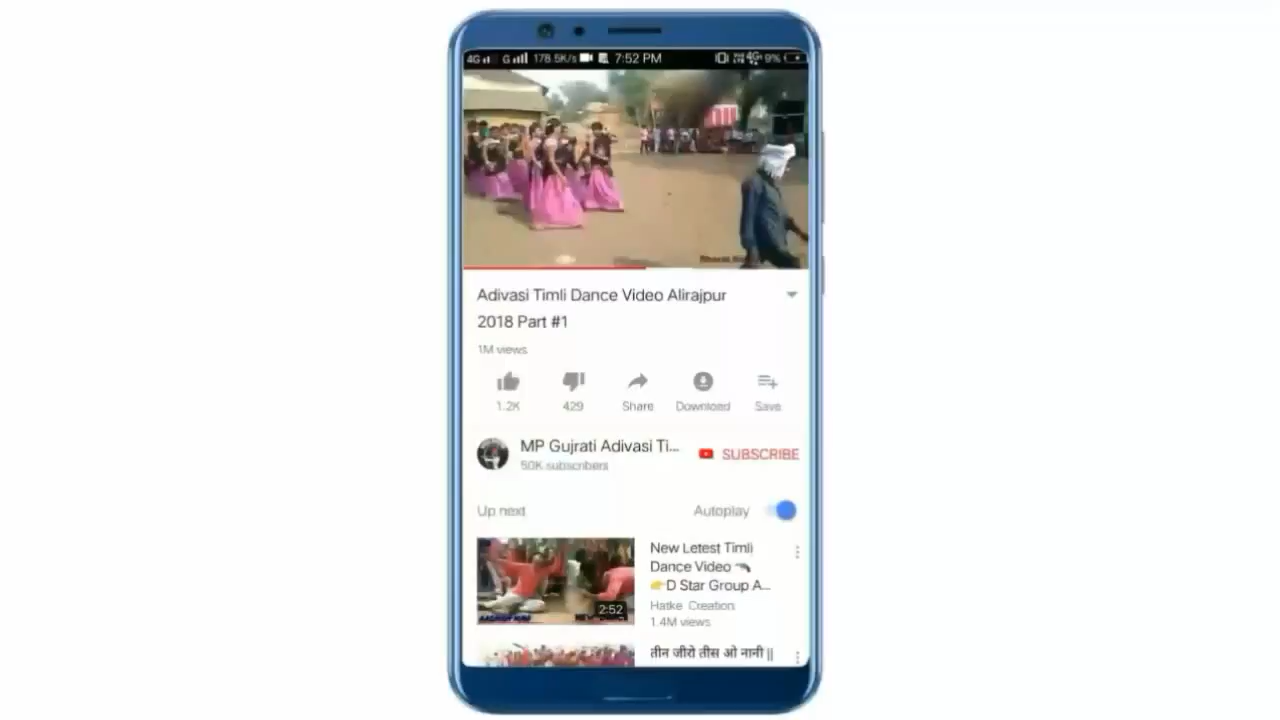 4G G 178.5K/s 7:52 PM 4G+ 9%
Adivasi Timli Dance Video Alirajpur
2018 Part #1
1M views
1.2K 429 Share Download Save
MP Gujrati Adivasi Ti...
SUBSCRIBE
50K subscribers
Up next Autoplay
New Letest Timli
Dance Video 🔫
👉D Star Group A...
Hatke Creation
1.4M views
2:52
तीन जीरो तीस ओ नानी ||